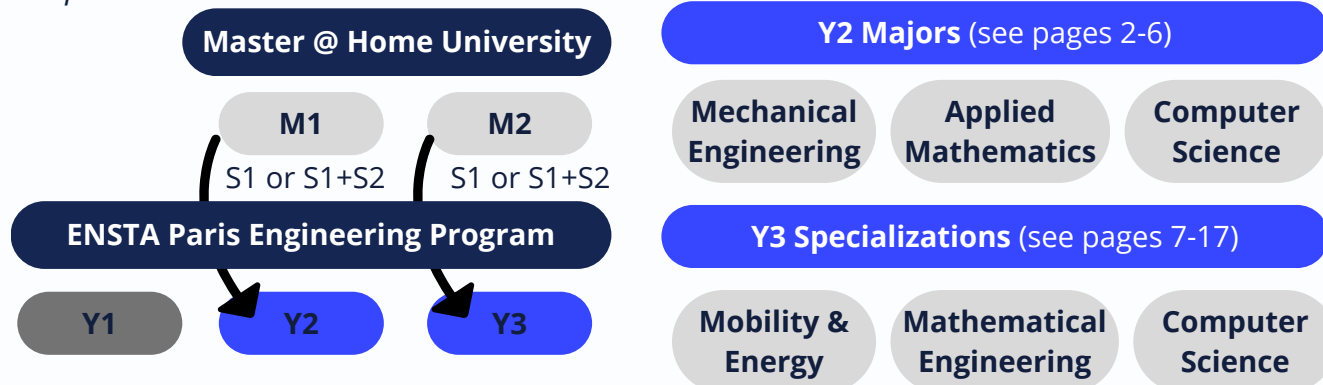 Master @ Home University
M1
M2
S1 or S1+S2
S1 or S1+S2
ENSTA Paris Engineering Program
Y1
Y2
Y3
Y2 Majors (see pages 2-6)
Mechanical
Engineering
Applied
Mathematics
Computer
Science
Y3 Specializations (see pages 7-17)
Mobility &
Energy
Mathematical
Engineering
Computer
Science